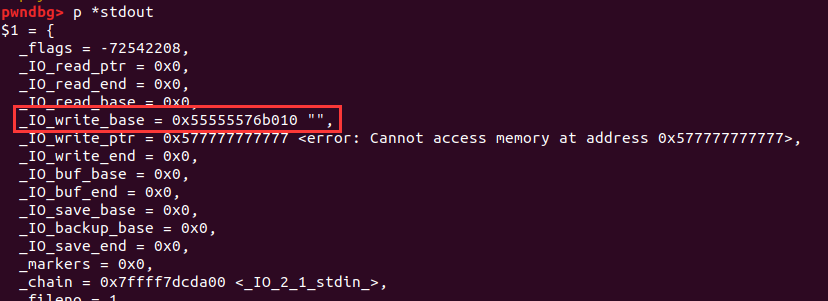 pwndbg> p *stdout
$1 = {
  _flags = -72542208,
  _IO_read_ptr = 0x0,
  _IO_read_end = 0x0,
  _IO_read_base = 0x0,
  _IO_write_base = 0x55555576b010 "",
  _IO_write_ptr = 0x577777777777 <error: Cannot access memory at address 0x577777777777>,
  _IO_write_end = 0x0,
  _IO_buf_base = 0x0,
  _IO_buf_end = 0x0,
  _IO_save_base = 0x0,
  _IO_backup_base = 0x0,
  _IO_save_end = 0x0,
  _markers = 0x0,
  _chain = 0x7ffff7dcda00 <_IO_2_1_stdin_>,
  _fileno = 1